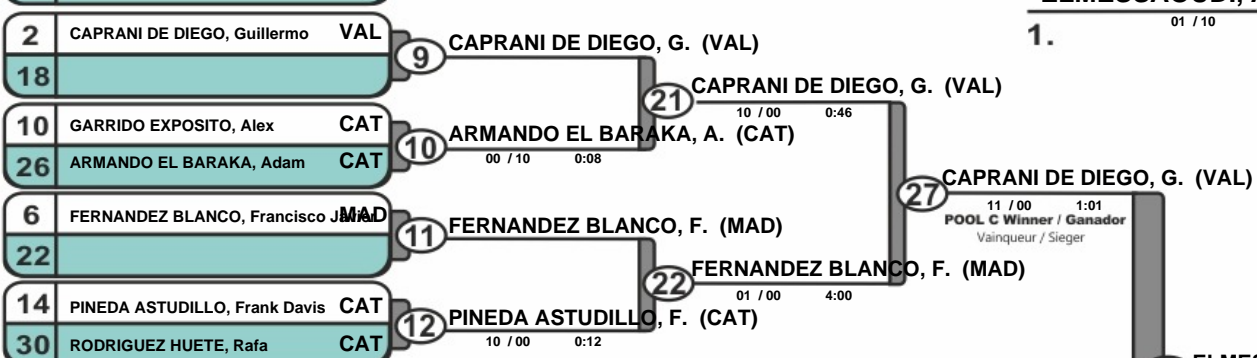 ELMESSAOUDI, A
01 / 10
1.
2 CAPRANI DE DIEGO, Guillermo VAL
18
9 CAPRANI DE DIEGO, G. (VAL)
21 CAPRANI DE DIEGO, G. (VAL)
10 / 00 0:46
10 GARRIDO EXPOSITO, Alex CAT
26 ARMANDO EL BARAKA, Adam CAT
10 ARMANDO EL BARAKA, A. (CAT)
00 / 10 0:08
27 CAPRANI DE DIEGO, G. (VAL)
11 / 00 1:01
POOL C Winner / Ganador
Vainqueur / Sieger
6 FERNANDEZ BLANCO, Francisco Javier MAD
22
11 FERNANDEZ BLANCO, F. (MAD)
22 FERNANDEZ BLANCO, F. (MAD)
01 / 00 4:00
14 PINEDA ASTUDILLO, Frank Davis CAT
30 RODRIGUEZ HUETE, Rafa CAT
12 PINEDA ASTUDILLO, F. (CAT)
10 / 00 0:12